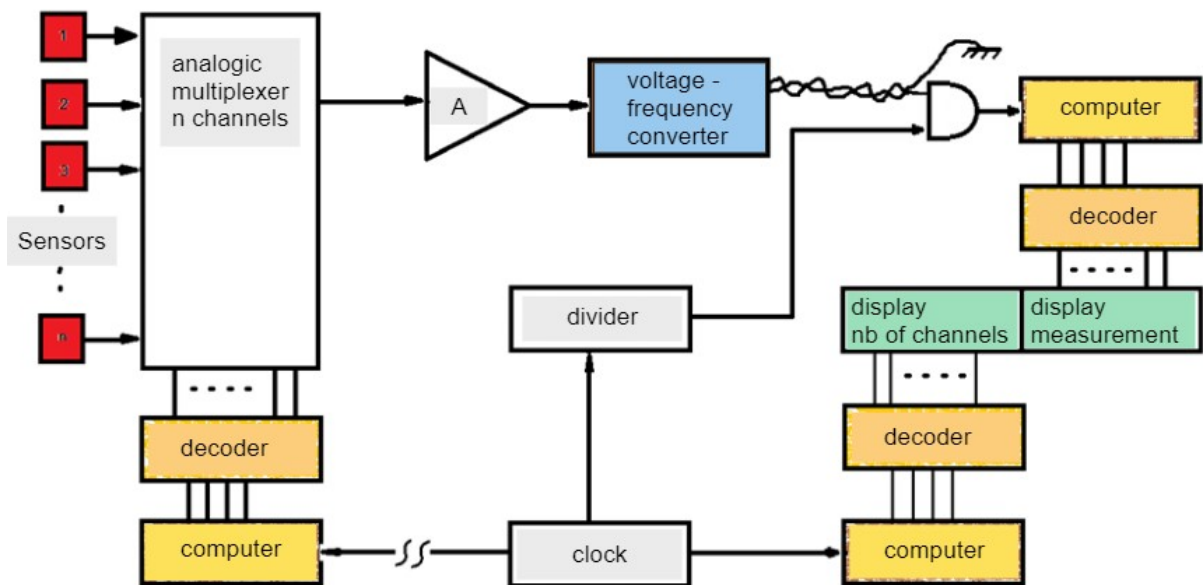 1
2
3
Sensors
n
analogic
multiplexer
n channels
A
voltage -
frequency
converter
computer
decoder
display
nb of channels
display
measurement
divider
decoder
decoder
computer
clock
computer